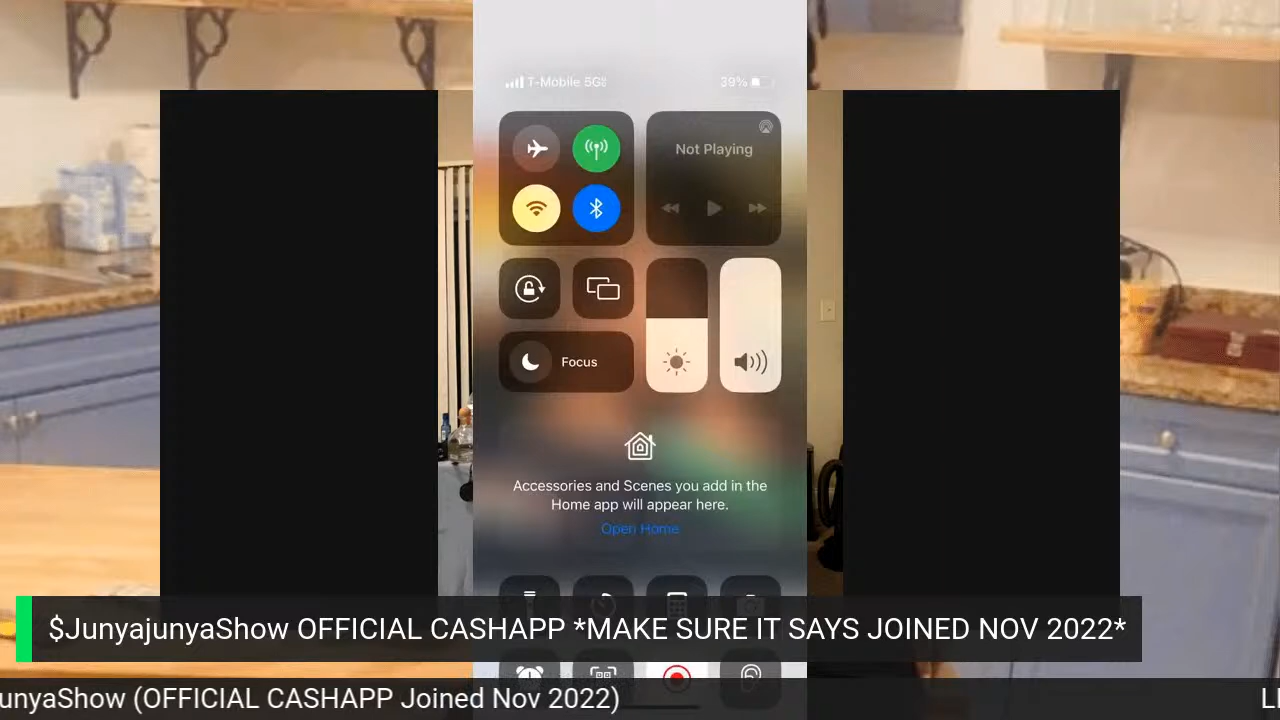 T-Mobile 5G
39%
Not Playing
Focus
Accessories and Scenes you add in the
Home app will appear here.
Open Home
$JunyajunyaShow OFFICIAL CASHAPP *MAKE SURE IT SAYS JOINED NOV 2022*
unyaShow (OFFICIAL CASHAPP Joined Nov 2022)